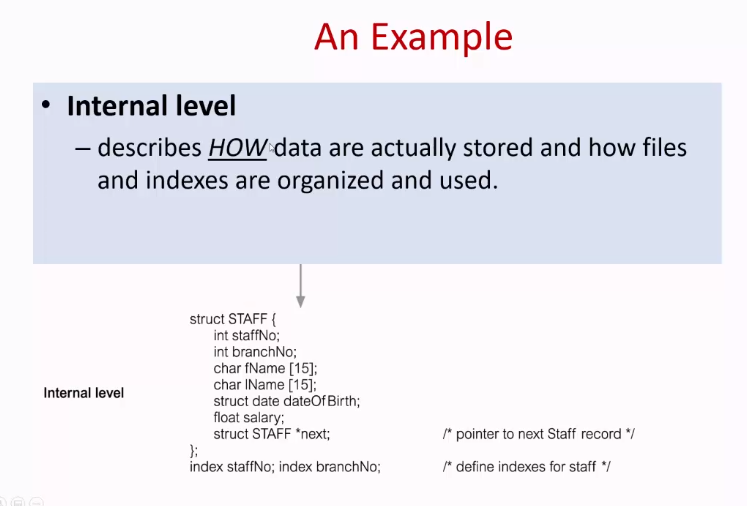 An Example
• Internal level
– describes HOW data are actually stored and how files
and indexes are organized and used.
struct STAFF {
int staffNo;
int branchNo;
char fName [15];
char lName [15];
struct date dateOfBirth;
float salary;
struct STAFF *next; /* pointer to next Staff record */
};
index staffNo; index branchNo; /* define indexes for staff */
Internal level